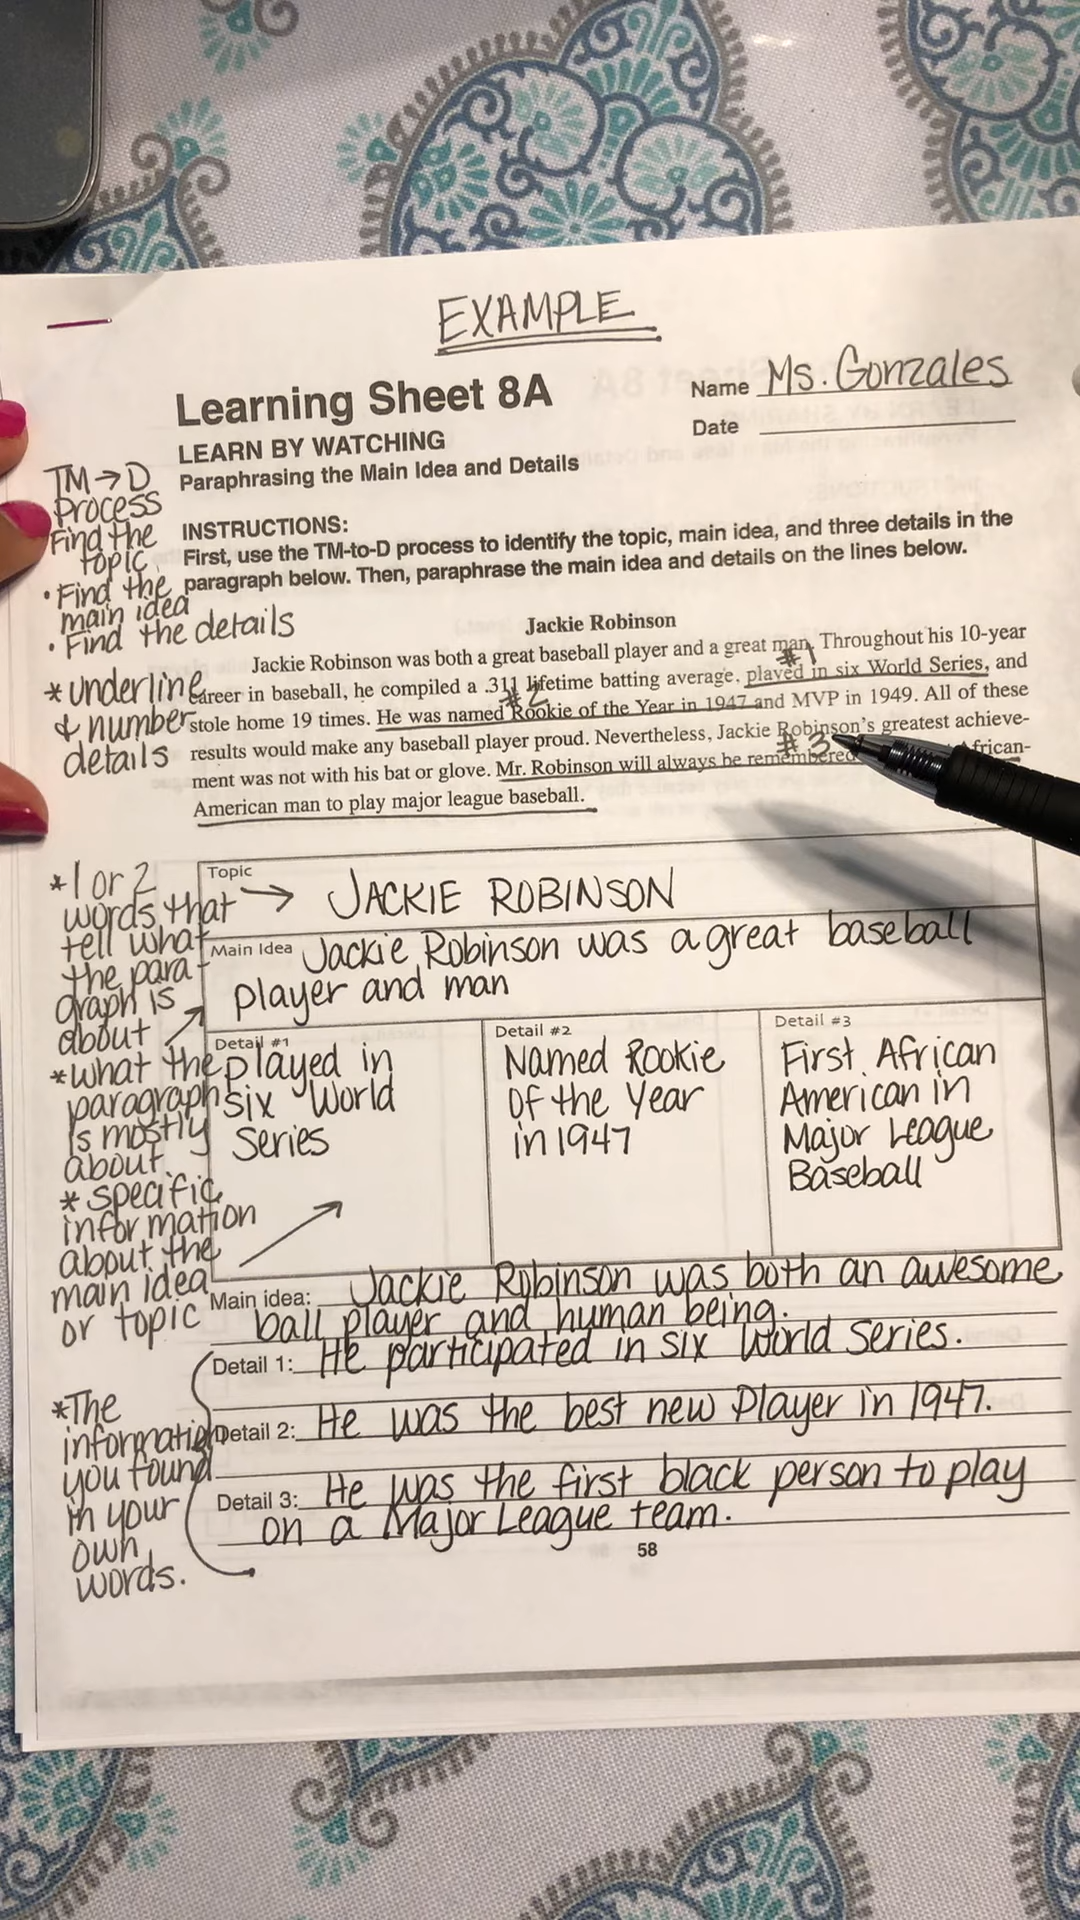 EXAMPLE
Learning Sheet 8A
Name Ms. Gonzales
LEARN BY WATCHING
Date
Paraphrasing the Main Idea and Details
TM → D
Process
Find the
topic
• Find the
main idea
• Find the details
* underline
& number
details
INSTRUCTIONS:
First, use the TM-to-D process to identify the topic, main idea, and three details in the
paragraph below. Then, paraphrase the main idea and details on the lines below.
Jackie Robinson
Jackie Robinson was both a great baseball player and a great man. Throughout his 10-year
#1
career in baseball, he compiled a .311 lifetime batting average, played in six World Series, and
#2
stole home 19 times. He was named Rookie of the Year in 1947 and MVP in 1949. All of these
results would make any baseball player proud. Nevertheless, Jackie Robinson's greatest achieve-
#3
ment was not with his bat or glove. Mr. Robinson will always be remembered African-
American man to play major league baseball.
* 1 or 2
words that
tell what
the para-
graph is
about
* what the
paragraph
is mostly
about.
* specific
information
about the
main idea
or topic
* The
information
you found
in your
own
words.
Topic → JACKIE ROBINSON
Main Idea Jackie Robinson was a great baseball
player and man
Detail #1
played in
six World
Series
Detail #2
Named Rookie
Of the Year
in 1947
Detail #3
First African
American in
Major League
Baseball
Main idea: Jackie Robinson was both an awesome
ball player and human being.
Detail 1: He participated in six World Series.
Detail 2: He was the best new Player in 1947.
Detail 3: He was the first black person to play
on a Major League team.
58